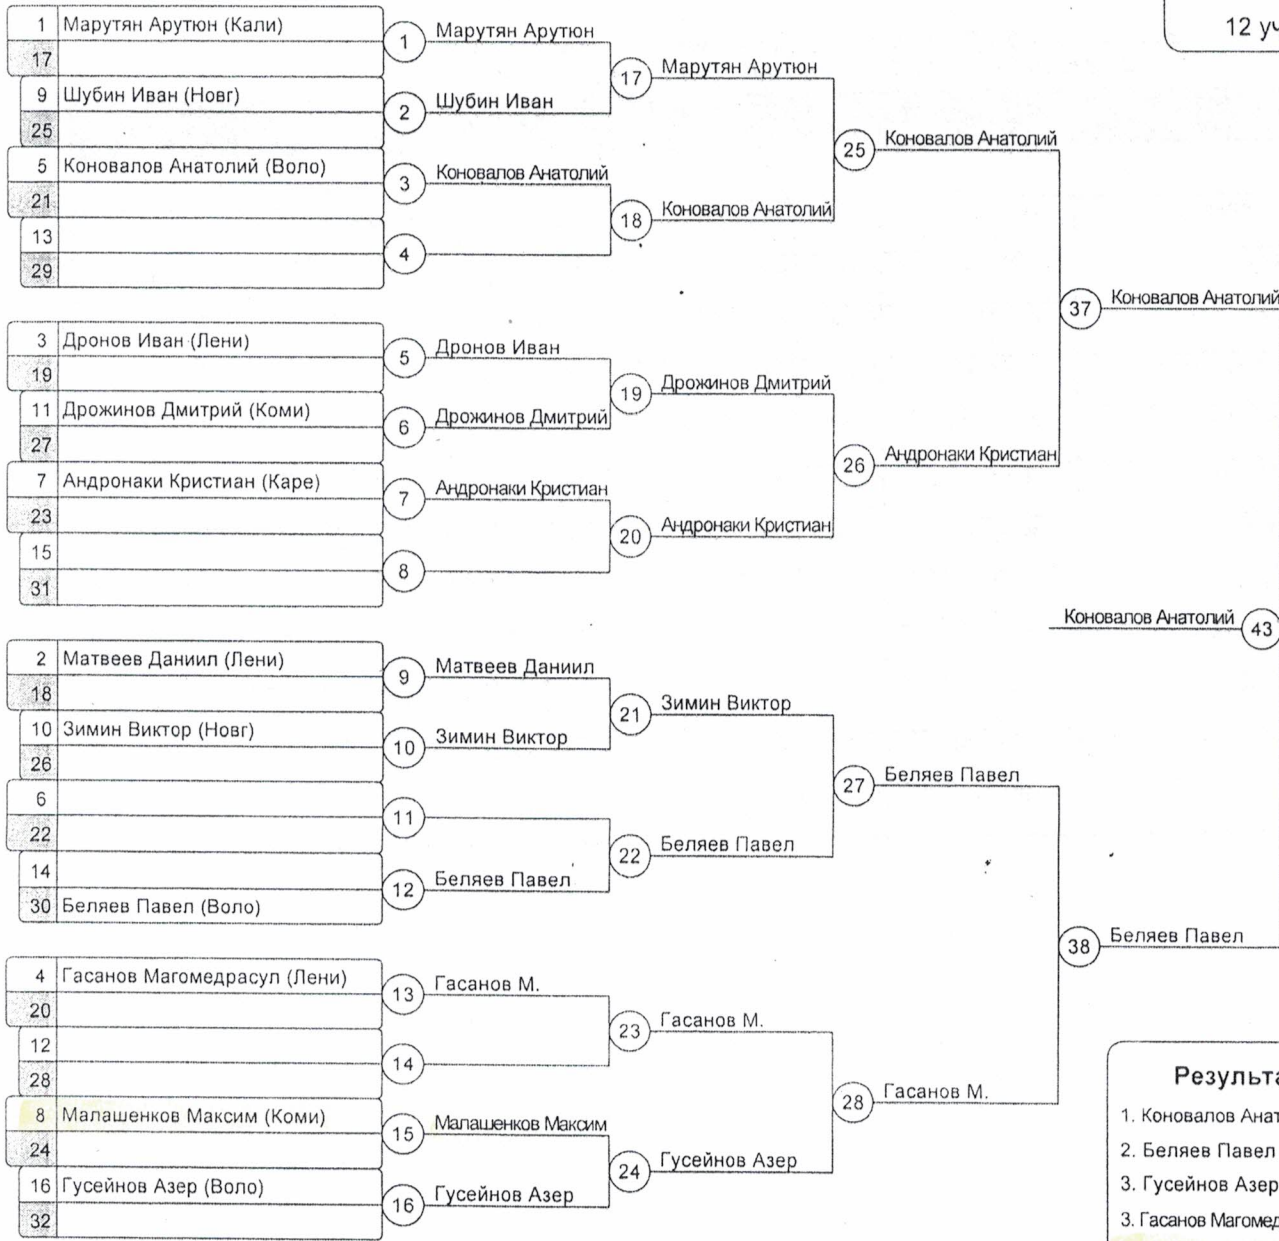 12 уч
1 Марутян Арутюн (Кали)
17
9 Шубин Иван (Новг)
25
5 Коновалов Анатолий (Воло)
21
13
29
1 Марутян Арутюн
2 Шубин Иван
3 Коновалов Анатолий
4
17 Марутян Арутюн
18 Коновалов Анатолий
25 Коновалов Анатолий
3 Дронов Иван (Лени)
19
11 Дрожинов Дмитрий (Коми)
27
7 Андронаки Кристиан (Каре)
23
15
31
5 Дронов Иван
6 Дрожинов Дмитрий
7 Андронаки Кристиан
8
19 Дрожинов Дмитрий
20 Андронаки Кристиан
26 Андронаки Кристиан
37 Коновалов Анатолий
Коновалов Анатолий 43
2 Матвеев Даниил (Лени)
18
10 Зимин Виктор (Новг)
26
6
22
14
30 Беляев Павел (Воло)
9 Матвеев Даниил
10 Зимин Виктор
11
12 Беляев Павел
21 Зимин Виктор
22 Беляев Павел
27 Беляев Павел
4 Гасанов Магомедрасул (Лени)
20
12
28
8 Малашенков Максим (Коми)
24
16 Гусейнов Азер (Воло)
32
13 Гасанов М.
14
15 Малашенков Максим
16 Гусейнов Азер
23 Гасанов М.
24 Гусейнов Азер
28 Гасанов М.
38 Беляев Павел
Результа
1. Коновалов Анат
2. Беляев Павел
3. Гусейнов Азер
3. Гасанов Магомед